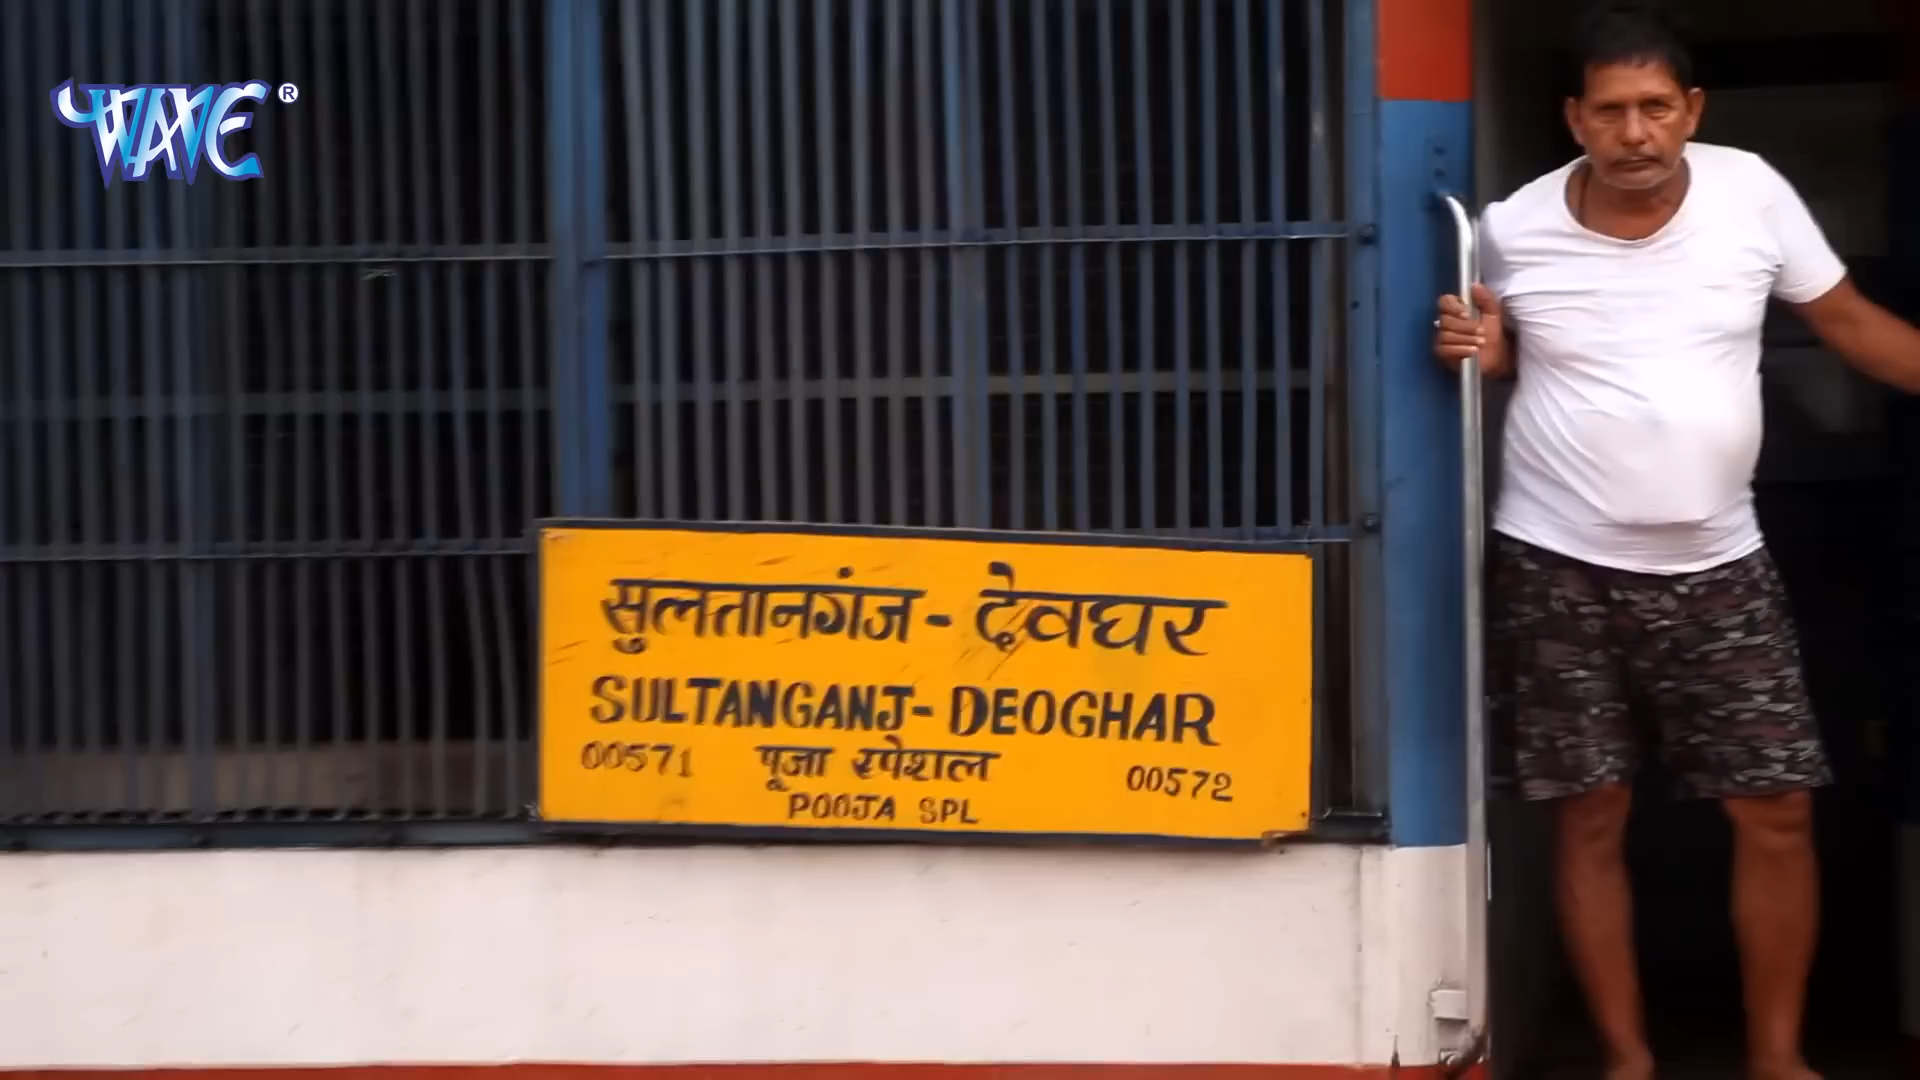 WAVE ®
सुलतानगंज - देवघर
SULTANGANJ - DEOGHAR
00571 पूजा स्पेशल 00572
POOJA SPL